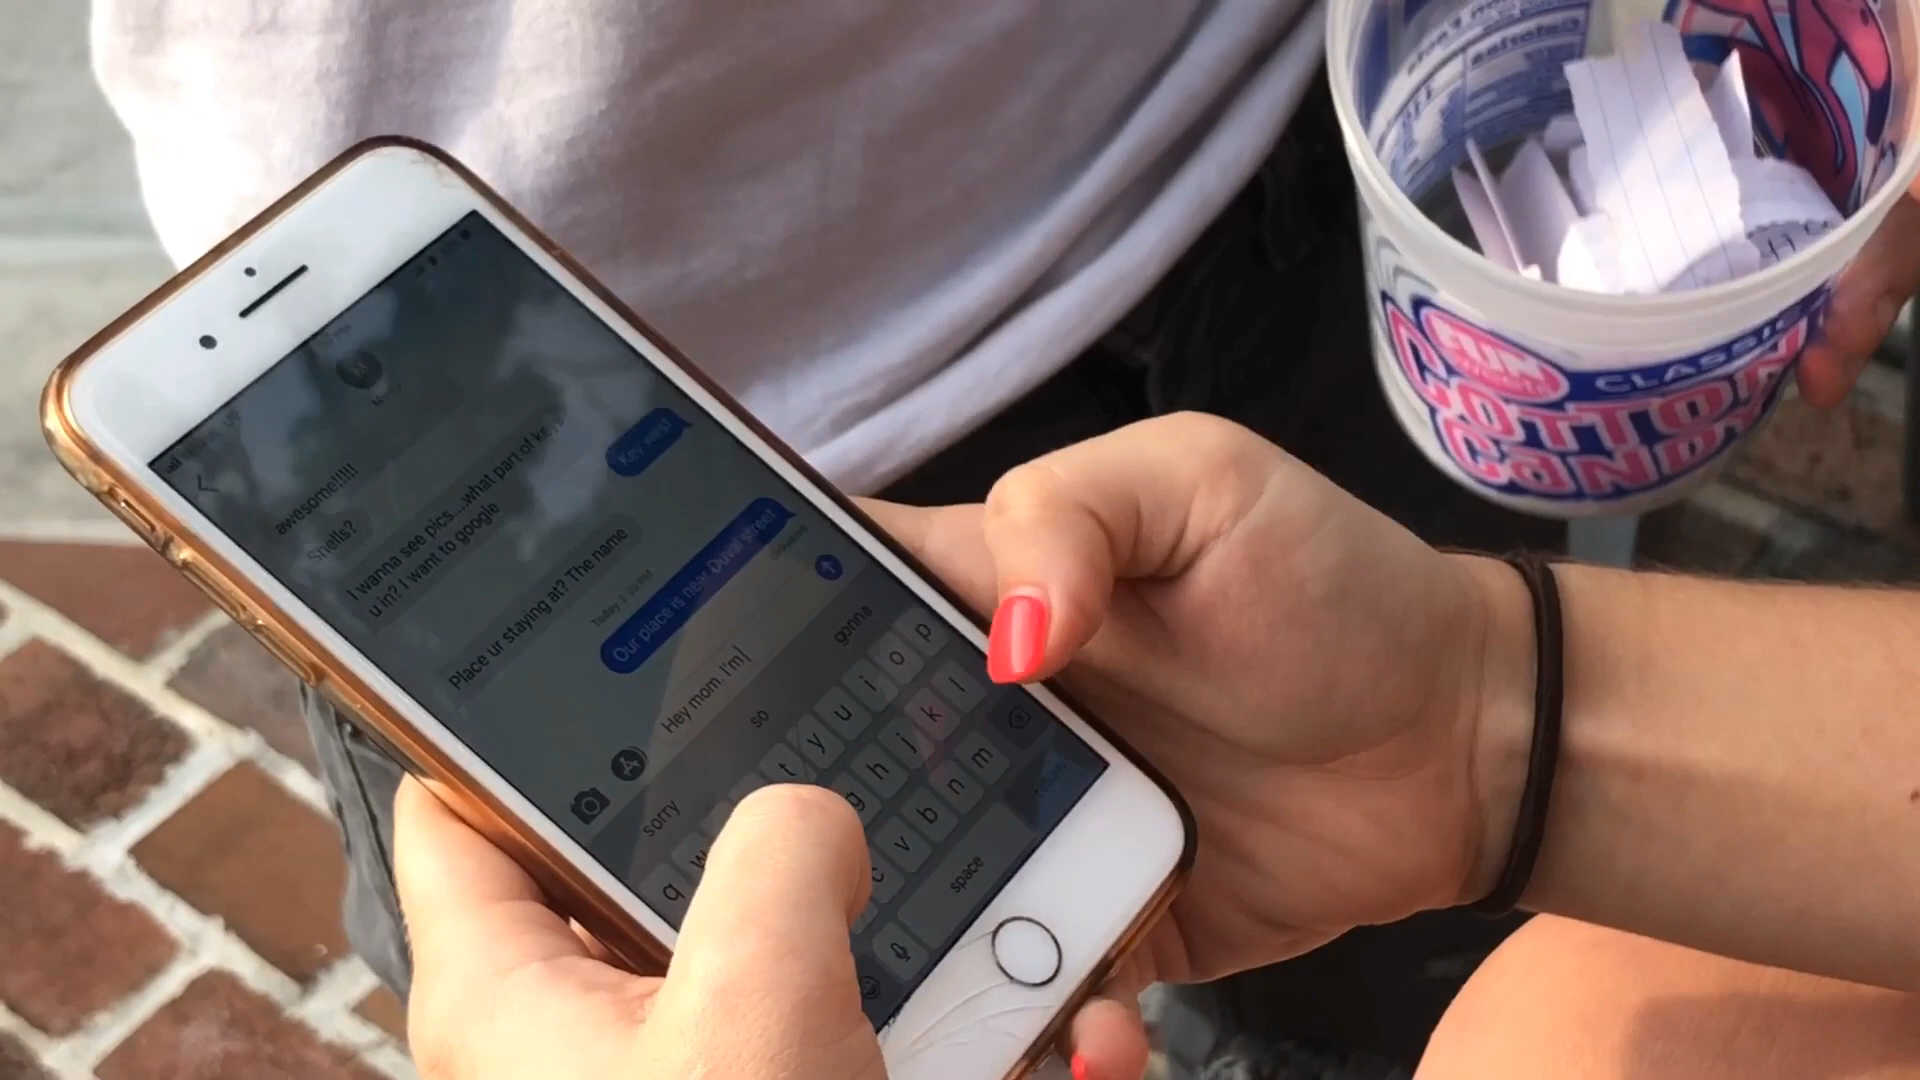 awesome!!!!!
Shells?
I wanna see pics...what part of keys
u in? I want to google
Key west
Place ur staying at? The name
Our place is near Duval street
Hey mom. I'm
sorry
so
gonna
q w t y u i o p
g h j k l
c v b n m
space
FUN
CLASSIC
COTTON
CANDY